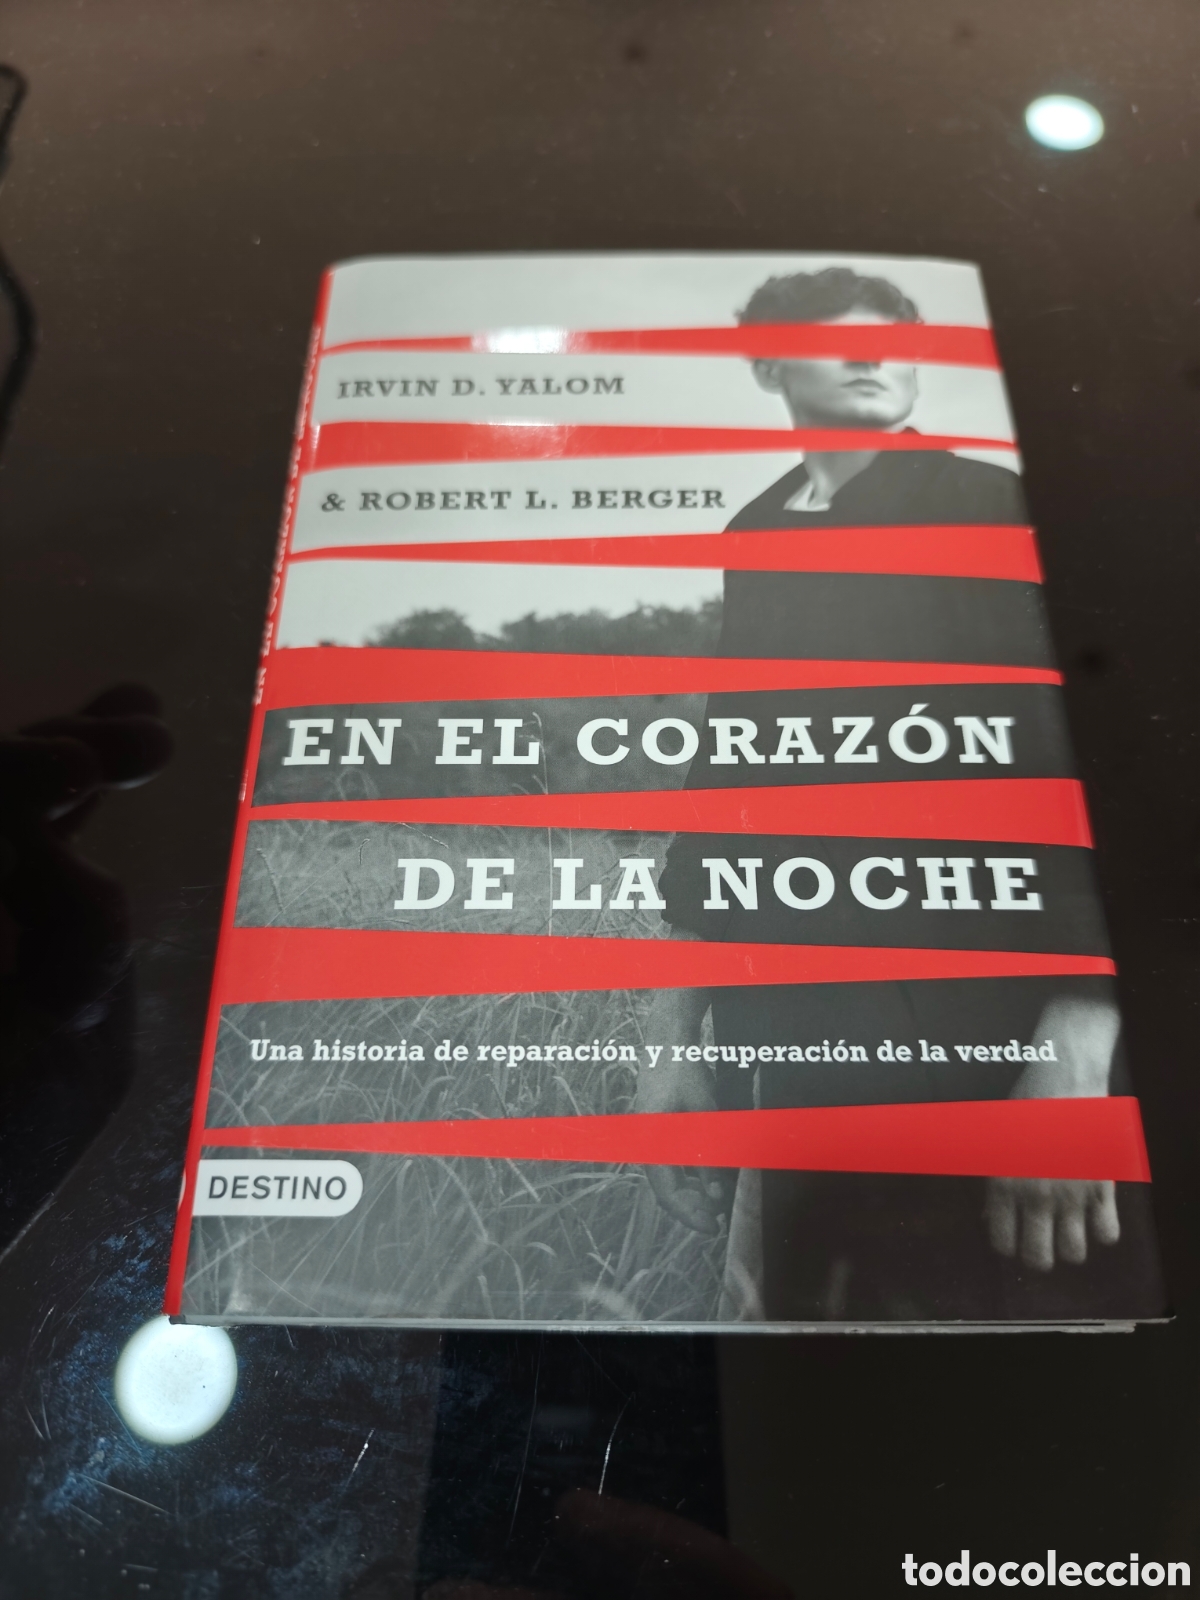 IRVIN D. YALOM
& ROBERT L. BERGER
EN EL CORAZÓN
DE LA NOCHE
Una historia de reparación y recuperación de la verdad
DESTINO
todocoleccion